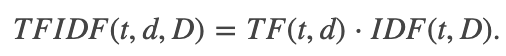 TFIDF(t, d, D) = TF(t, d) · IDF(t, D).